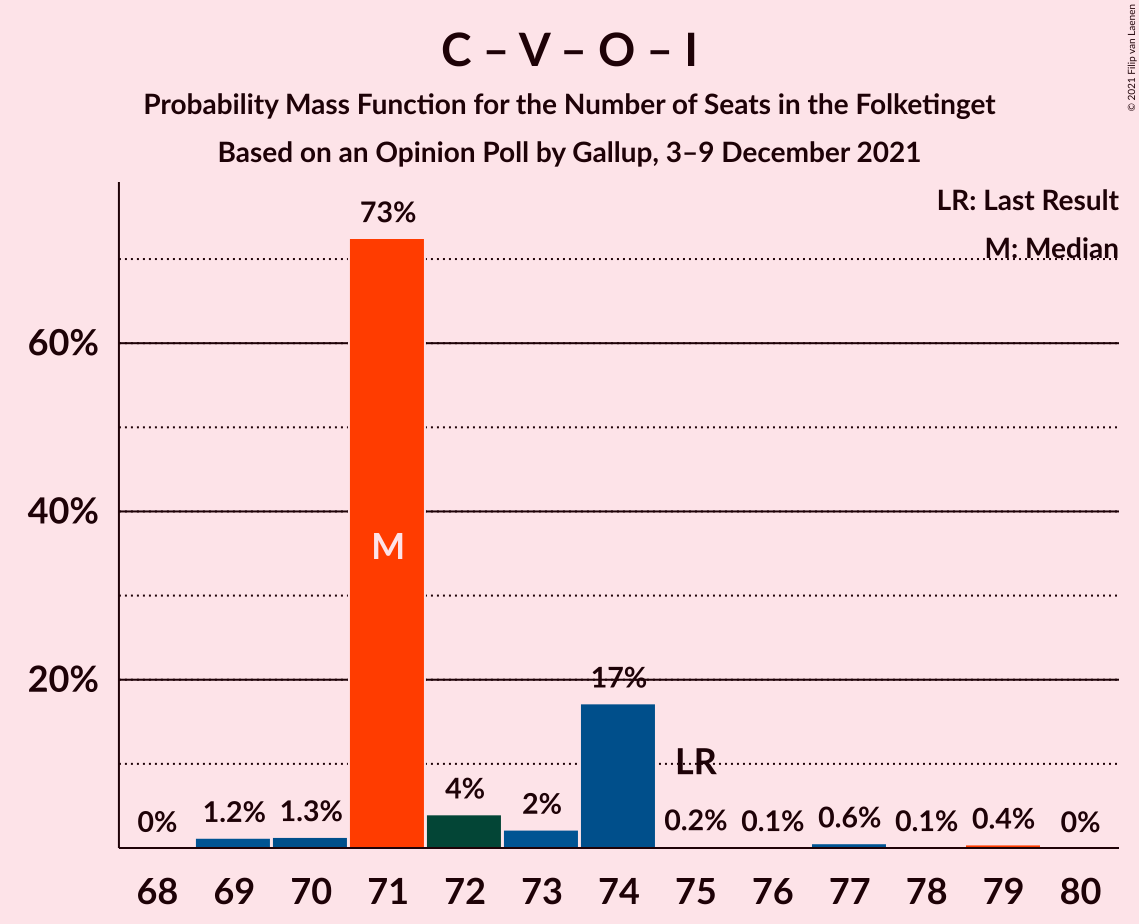 C – V – O – I
Probability Mass Function for the Number of Seats in the Folketinget
Based on an Opinion Poll by Gallup, 3–9 December 2021
© 2021 Filip van Laenen
LR: Last Result
M: Median
73%
60%
40%
M
20%
17%
LR
0%
1.2%
1.3%
4%
2%
0.2%
0.1%
0.6%
0.1%
0.4%
0%
68 69 70 71 72 73 74 75 76 77 78 79 80